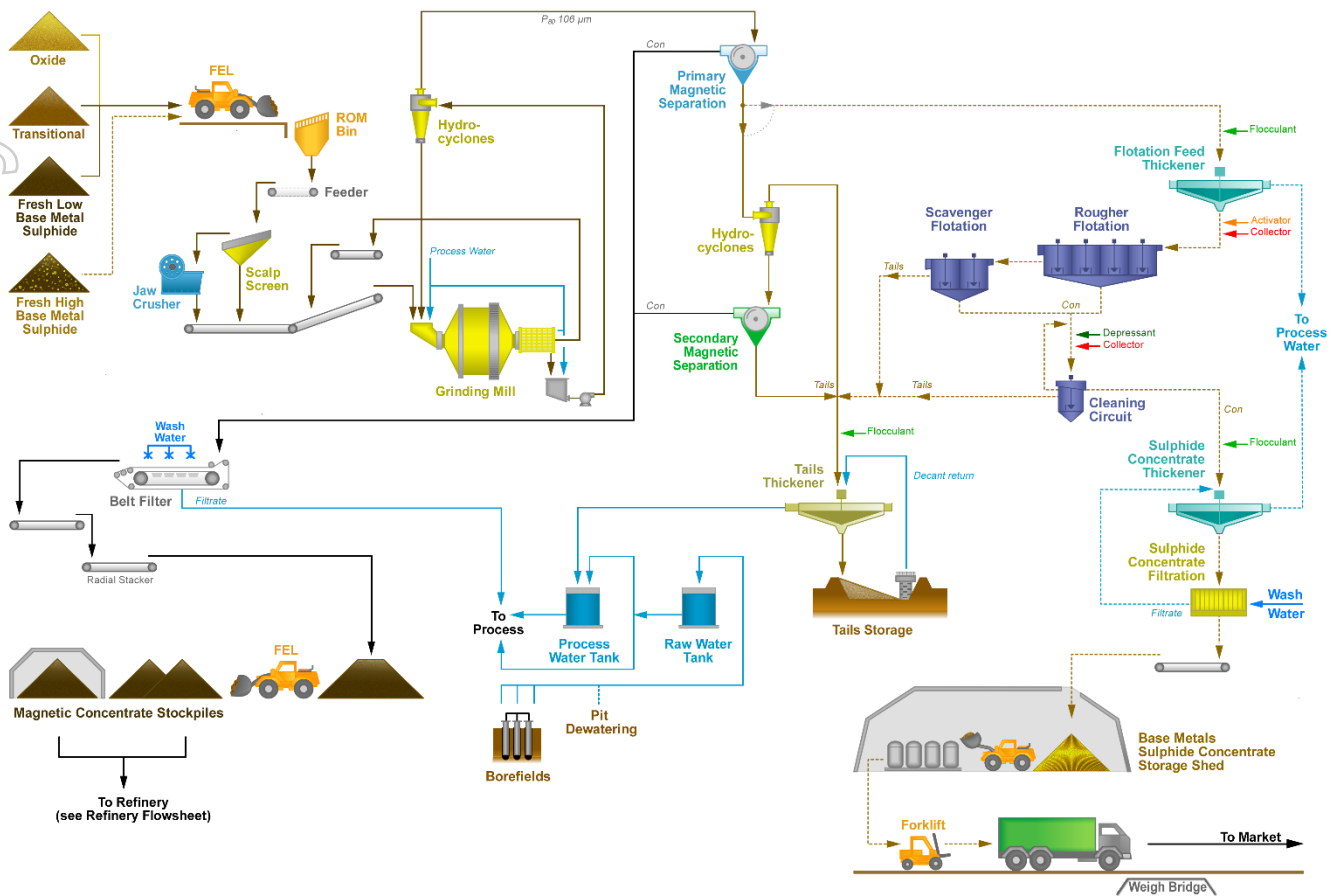 Oxide
Transitional
Fresh Low
Base Metal
Sulphide
Fresh High
Base Metal
Sulphide
FEL
ROM
Bin
Feeder
Scalp
Screen
Jaw
Crusher
P80 106 µm
Hydro-
cyclones
Process Water
Grinding Mill
Con
Primary
Magnetic
Separation
Hydro-
cyclones
Con
Secondary
Magnetic
Separation
Flocculant
Flotation Feed
Thickener
Activator
Collector
Scavenger
Flotation
Rougher
Flotation
Tails
Con
Depressant
Collector
To
Process
Water
Tails
Tails
Cleaning
Circuit
Con
Flocculant
Flocculant
Sulphide
Concentrate
Thickener
Tails
Thickener
Decant return
Wash
Water
Belt Filter
Filtrate
Radial Stacker
Sulphide
Concentrate
Filtration
Filtrate
Wash
Water
Tails Storage
To
Process
Process
Water Tank
Raw Water
Tank
FEL
Magnetic Concentrate Stockpiles
Pit
Dewatering
Borefields
To Refinery
(see Refinery Flowsheet)
Base Metals
Sulphide Concentrate
Storage Shed
Forklift
To Market
Weigh Bridge